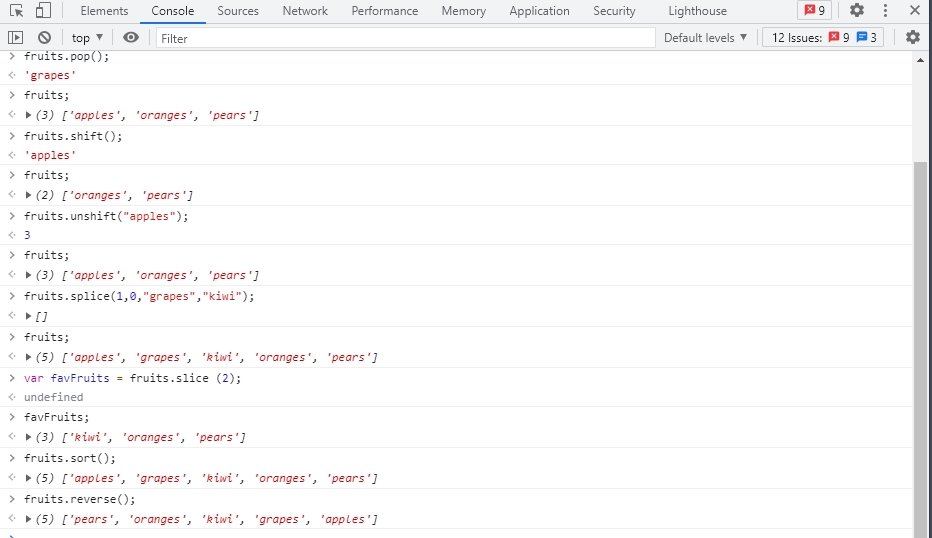 Elements Console Sources Network Performance Memory Application Security Lighthouse 9
top Filter Default levels 12 Issues: 9 3
fruits.pop();
'grapes'
fruits;
(3) ['apples', 'oranges', 'pears']
fruits.shift();
'apples'
fruits;
(2) ['oranges', 'pears']
fruits.unshift("apples");
3
fruits;
(3) ['apples', 'oranges', 'pears']
fruits.splice(1,0,"grapes","kiwi");
[]
fruits;
(5) ['apples', 'grapes', 'kiwi', 'oranges', 'pears']
var favFruits = fruits.slice (2);
undefined
favFruits;
(3) ['kiwi', 'oranges', 'pears']
fruits.sort();
(5) ['apples', 'grapes', 'kiwi', 'oranges', 'pears']
fruits.reverse();
(5) ['pears', 'oranges', 'kiwi', 'grapes', 'apples']